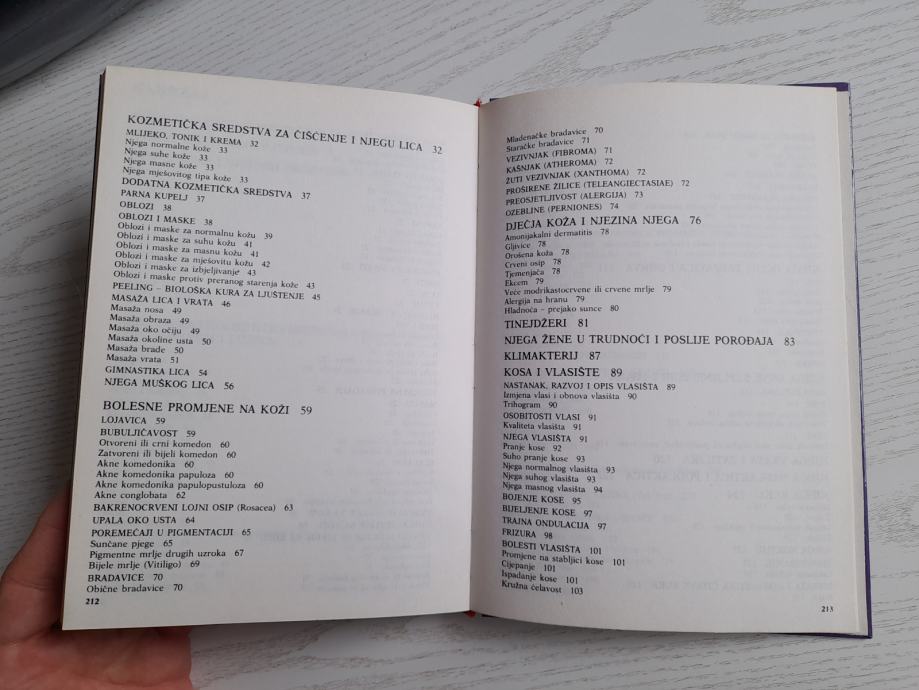 KOZMETIČKA SREDSTVA ZA ČIŠĆENJE I NJEGU LICA 32
MLIJEKO, TONIK I KREMA 32
Njega normalne kože 33
Njega suhe kože 33
Njega masne kože 33
Njega mješovitog tipa kože 33
DODATNA KOZMETIČKA SREDSTVA 37
PARNA KUPELJ 37
OBLOZI 38
OBLOZI I MASKE 38
Oblozi i maske za normalnu kožu 39
Oblozi i maske za suhu kožu 41
Oblozi i maske za masnu kožu 41
Oblozi i maske za mješovitu kožu 42
Oblozi i maske za izbjeljivanje 43
Oblozi i maske protiv preranog starenja kože 43
PEELING – BIOLOŠKA KURA ZA LJUŠTENJE 45
MASAŽA LICA I VRATA 46
Masaža nosa 49
Masaža obraza 49
Masaža oko očiju 49
Masaža okoline usta 50
Masaža brade 50
Masaža vrata 51
GIMNASTIKA LICA 54
NJEGA MUŠKOG LICA 56
BOLESNE PROMJENE NA KOŽI 59
LOJAVICA 59
BUBULJIČAVOST 59
Otvoreni ili crni komedon 60
Zatvoreni ili bijeli komedon 60
Akne komedonika 60
Akne komedonika papuloza 60
Akne komedonika papulopustuloza 60
Akne conglobata 62
BAKRENOCRVENI LOJNI OSIP (Rosacea) 63
UPALA OKO USTA 64
POREMEĆAJI U PIGMENTACIJI 65
Sunčane pjege 65
Pigmentne mrlje drugih uzroka 67
Bijele mrlje (Vitiligo) 69
BRADAVICE 70
Obične bradavice 70
212
Mladenačke bradavice 70
Staračke bradavice 71
VEZIVNJAK (FIBROMA) 71
KAŠNJAK (ATHEROMA) 72
ŽUTI VEZIVNJAK (XANTHOMA) 72
PROŠIRENE ŽILICE (TELEANGIECTASIAE) 72
PREOSJETLJIVOST (ALERGIJA) 73
OZEBLINE (PERNIONES) 74
DJEČJA KOŽA I NJEZINA NJEGA 76
Amonijakalni dermatitis 78
Gljivice 78
Orošena koža 78
Crveni osip 78
Tjemenjača 78
Ekcem 79
Veće modrikastocrvene ili crvene mrlje 79
Alergija na hranu 79
Hladnoća – prejako sunce 80
TINEJDŽERI 81
NJEGA ŽENE U TRUDNOĆI I POSLIJE POROĐAJA 83
KLIMAKTERIJ 87
KOSA I VLASIŠTE 89
NASTANAK, RAZVOJ I OPIS VLASIŠTA 89
Izmjena vlasi i obnova vlasišta 90
Trihogram 90
OSOBITOSTI VLASI 91
Kvaliteta vlasišta 91
NJEGA VLASIŠTA 91
Pranje kose 92
Suho pranje kose 93
Njega normalnog vlasišta 93
Njega suhog vlasišta 93
Njega masnog vlasišta 94
BOJENJE KOSE 95
BIJELJENJE KOSE 97
TRAJNA ONDULACIJA 97
FRIZURA 98
BOLESTI VLASIŠTA 101
Promjene na stabljici kose 101
Cijepanje 101
Ispadanje kose 101
Kružna ćelavost 103
213